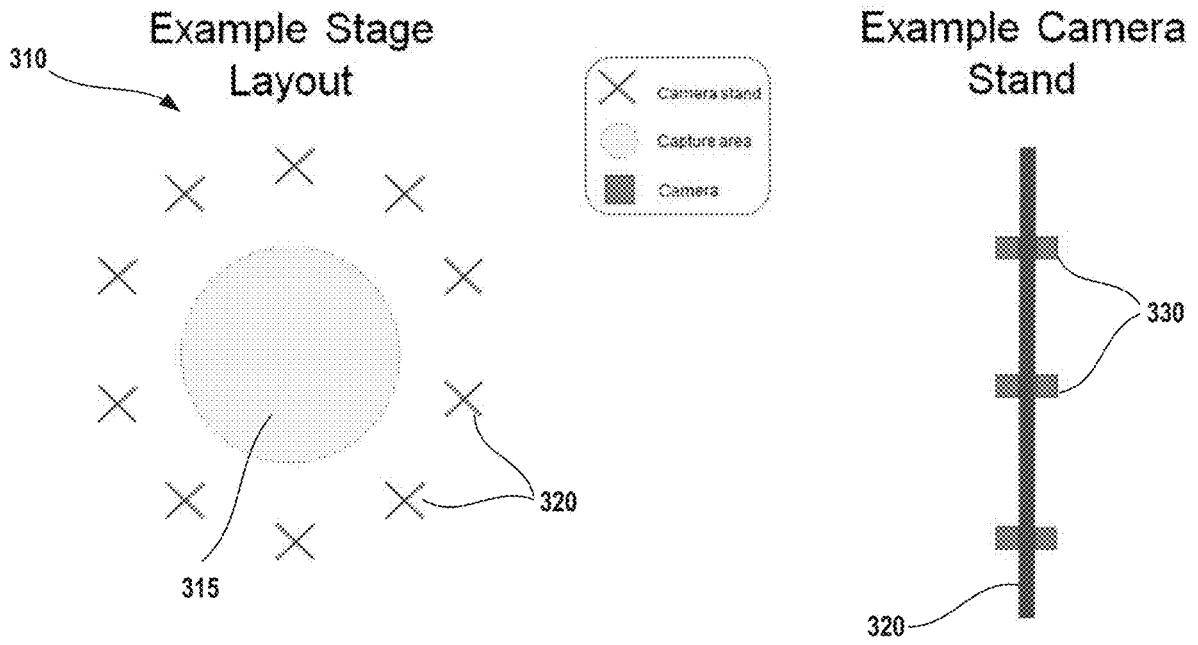 Example Stage
Layout
310
Camera stand
Capture area
Camera
320
315
Example Camera
Stand
330
320